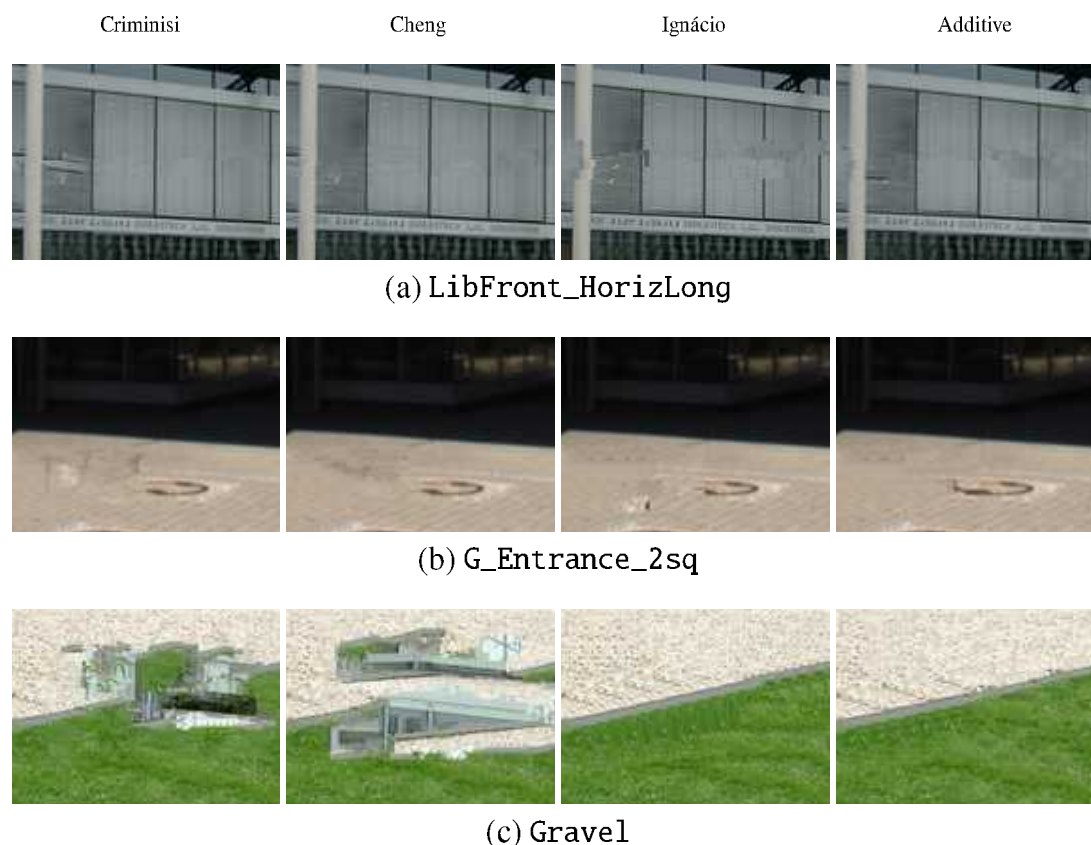 Criminisi Cheng Ignácio Additive
(a) LibFront_HorizLong
(b) G_Entrance_2sq
(c) Gravel